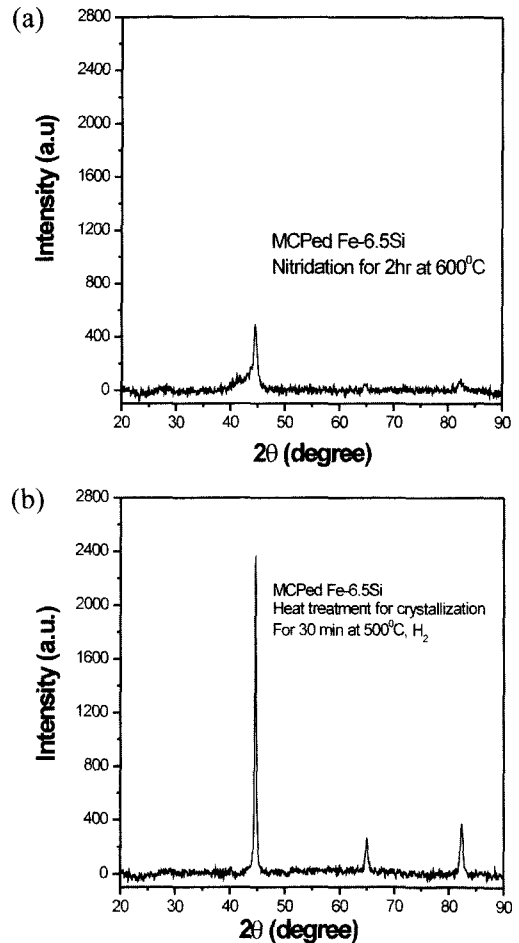 (a)
2800
2400
2000
1600
1200
800
400
0
Intensity (a.u)
MCPed Fe-6.5Si
Nitridation for 2hr at 600⁰C
20 30 40 50 60 70 80 90
2θ (degree)
(b)
2800
2400
2000
1600
1200
800
400
0
Intensity (a.u.)
MCPed Fe-6.5Si
Heat treatment for crystallization
For 30 min at 500⁰C, H₂
20 30 40 50 60 70 80 90
2θ (degree)